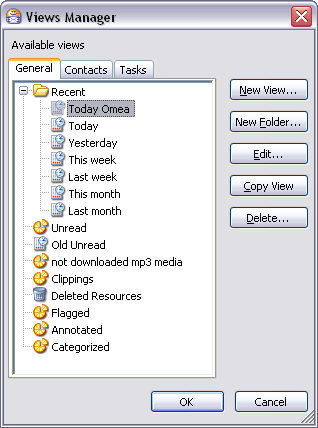 Views Manager
Available views
General Contacts Tasks
Recent
Today Omea
Today
Yesterday
This week
Last week
This month
Last month
Unread
Old Unread
not downloaded mp3 media
Clippings
Deleted Resources
Flagged
Annotated
Categorized
New View...
New Folder...
Edit...
Copy View
Delete...
OK Cancel